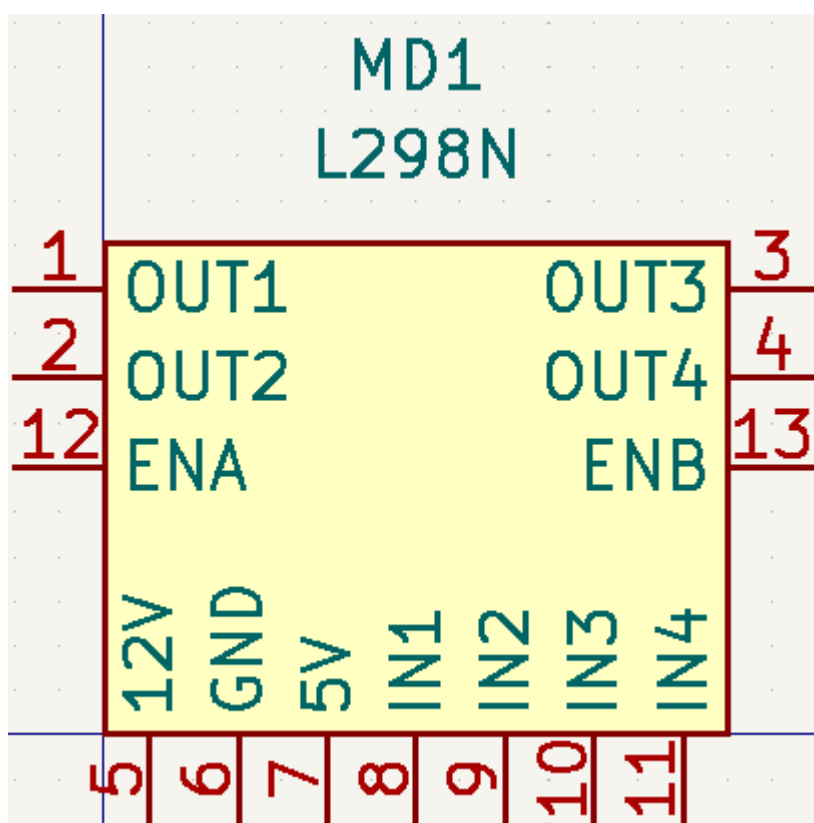 MD1
L298N
1 OUT1 OUT3 3
2 OUT2 OUT4 4
12 ENA ENB 13
12V GND 5V IN1 IN2 IN3 IN4
5 6 7 8 9 10 11